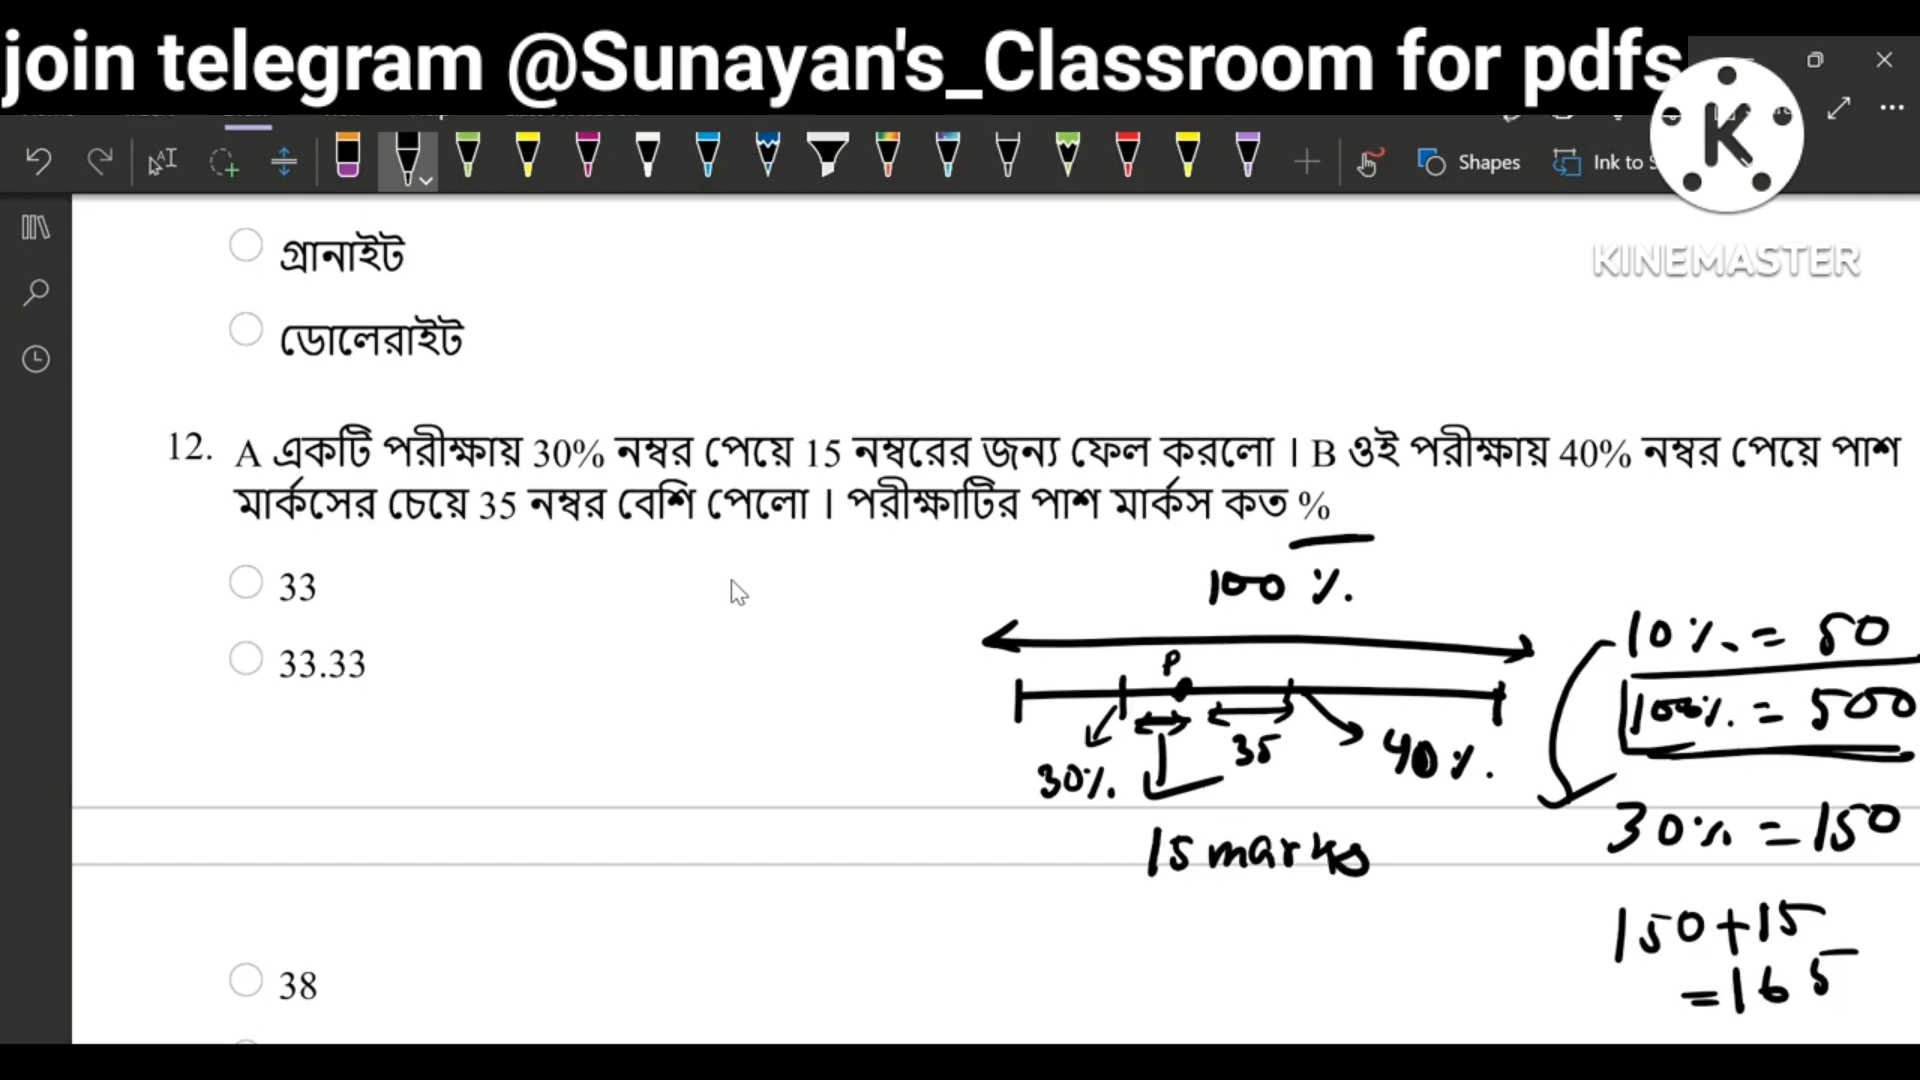 join telegram @Sunayan's_Classroom for pdfs
Shapes
Ink to
K
KINEMASTER
গ্রানাইট
ডোলেরাইট
12. A একটি পরীক্ষায় 30% নম্বর পেয়ে 15 নম্বরের জন্য ফেল করলো । B ওই পরীক্ষায় 40% নম্বর পেয়ে পাশ
মার্কসের চেয়ে 35 নম্বর বেশি পেলো । পরীক্ষাটির পাশ মার্কস কত %
33
33.33
38
100 %.
P
30%.
35
40%.
15 marks
10% = 50
100%. = 500
30% = 150
150+15
=165